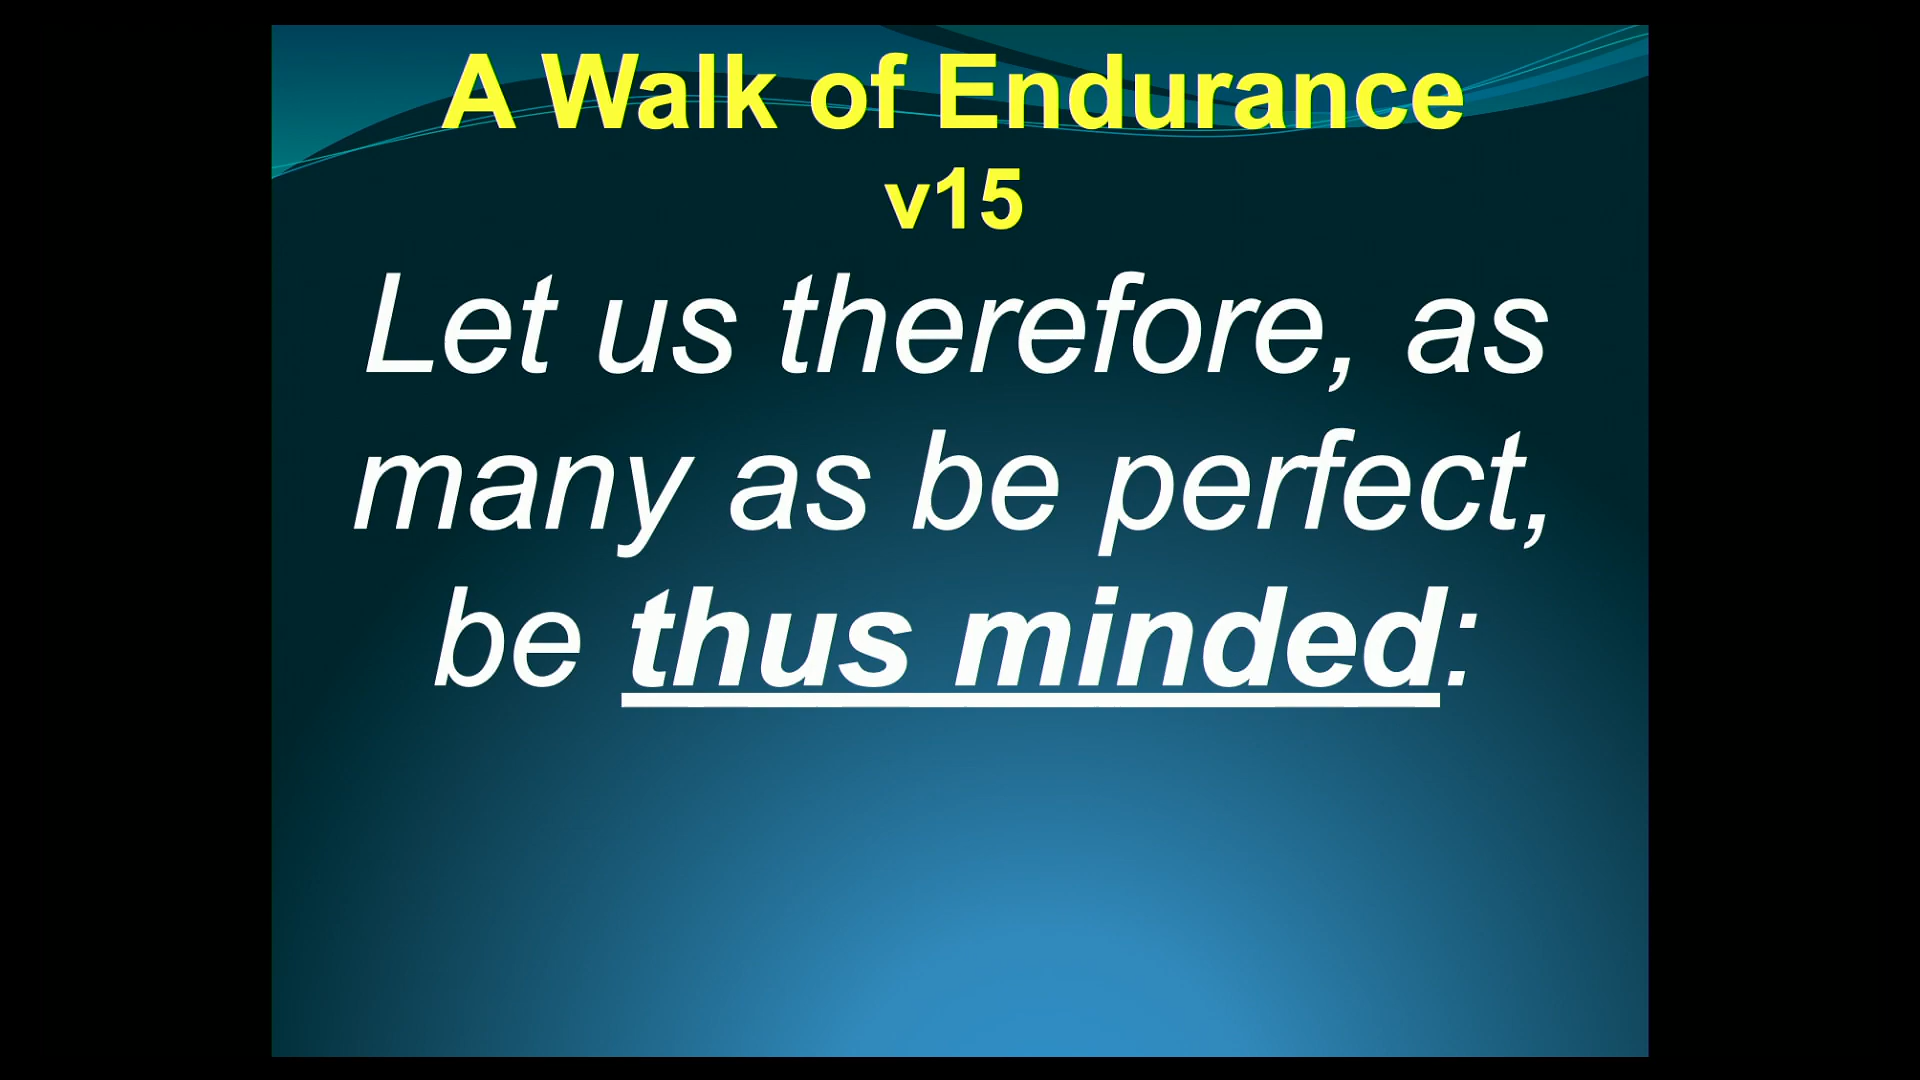 A Walk of Endurance
v15
Let us therefore, as
many as be perfect,
be thus minded: